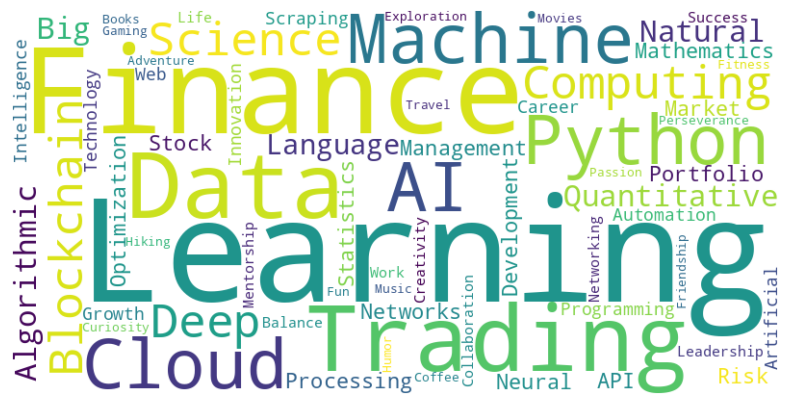 Books
Gaming
Life
Scraping
Exploration
Movies
Success
Big
Science
Machine
Natural
Mathematics
Adventure
Web
Fitness
Intelligence
Finance
Technology
Innovation
Travel
Computing
Career
Market
Perseverance
Stock
Language
Management
Python
Passion
Portfolio
Blockchain
Data
AI
Quantitative
Automation
Optimization
Statistics
Development
Algorithmic
Learning
Hiking
Mentorship
Creativity
Networking
Friendship
Work
Fun
Music
Growth
Curiosity
Deep
Balance
Networks
Collaboration
Programming
Artificial
Trading
Cloud
Humor
Leadership
Processing
Coffee
Neural
API
Risk